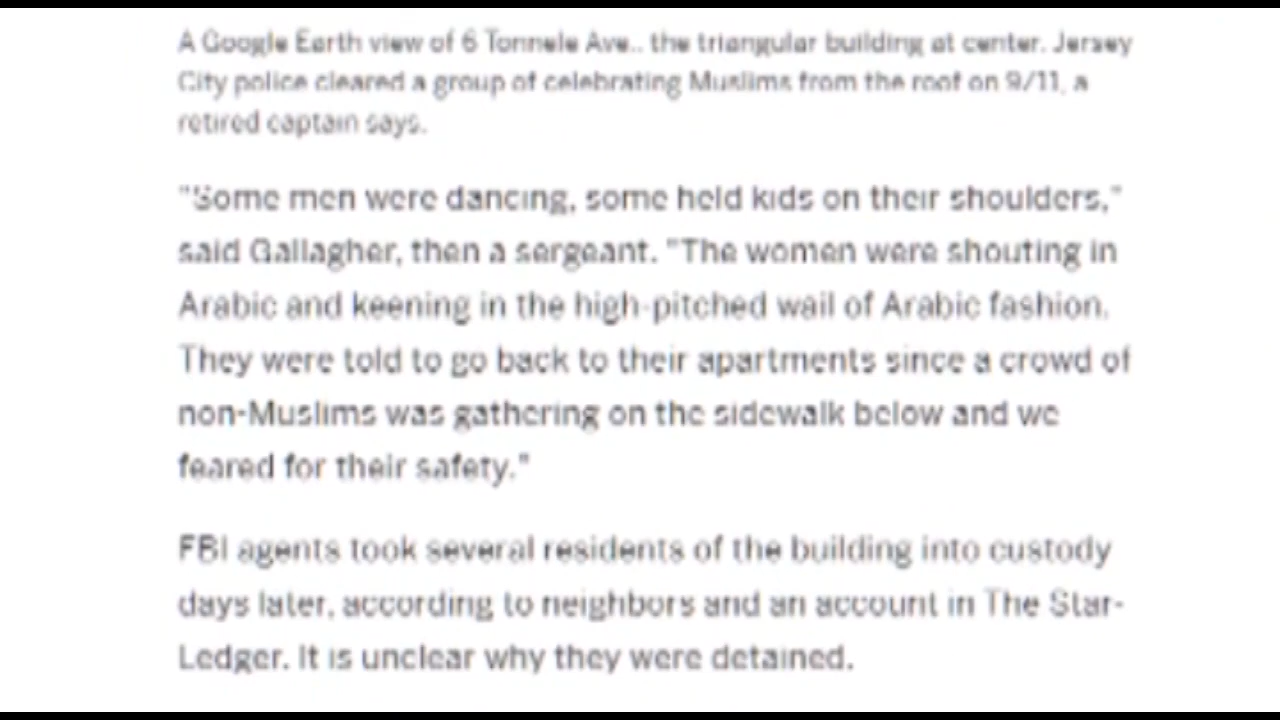 A Google Earth view of 6 Tonnele Ave.. the triangular building at center. Jersey
City police cleared a group of celebrating Muslims from the roof on 9/11, a
retired captain says.
"Some men were dancing, some held kids on their shoulders,"
said Gallagher, then a sergeant. "The women were shouting in
Arabic and keening in the high-pitched wail of Arabic fashion.
They were told to go back to their apartments since a crowd of
non-Muslims was gathering on the sidewalk below and we
feared for their safety."
FBI agents took several residents of the building into custody
days later, according to neighbors and an account in The Star-
Ledger. It is unclear why they were detained.